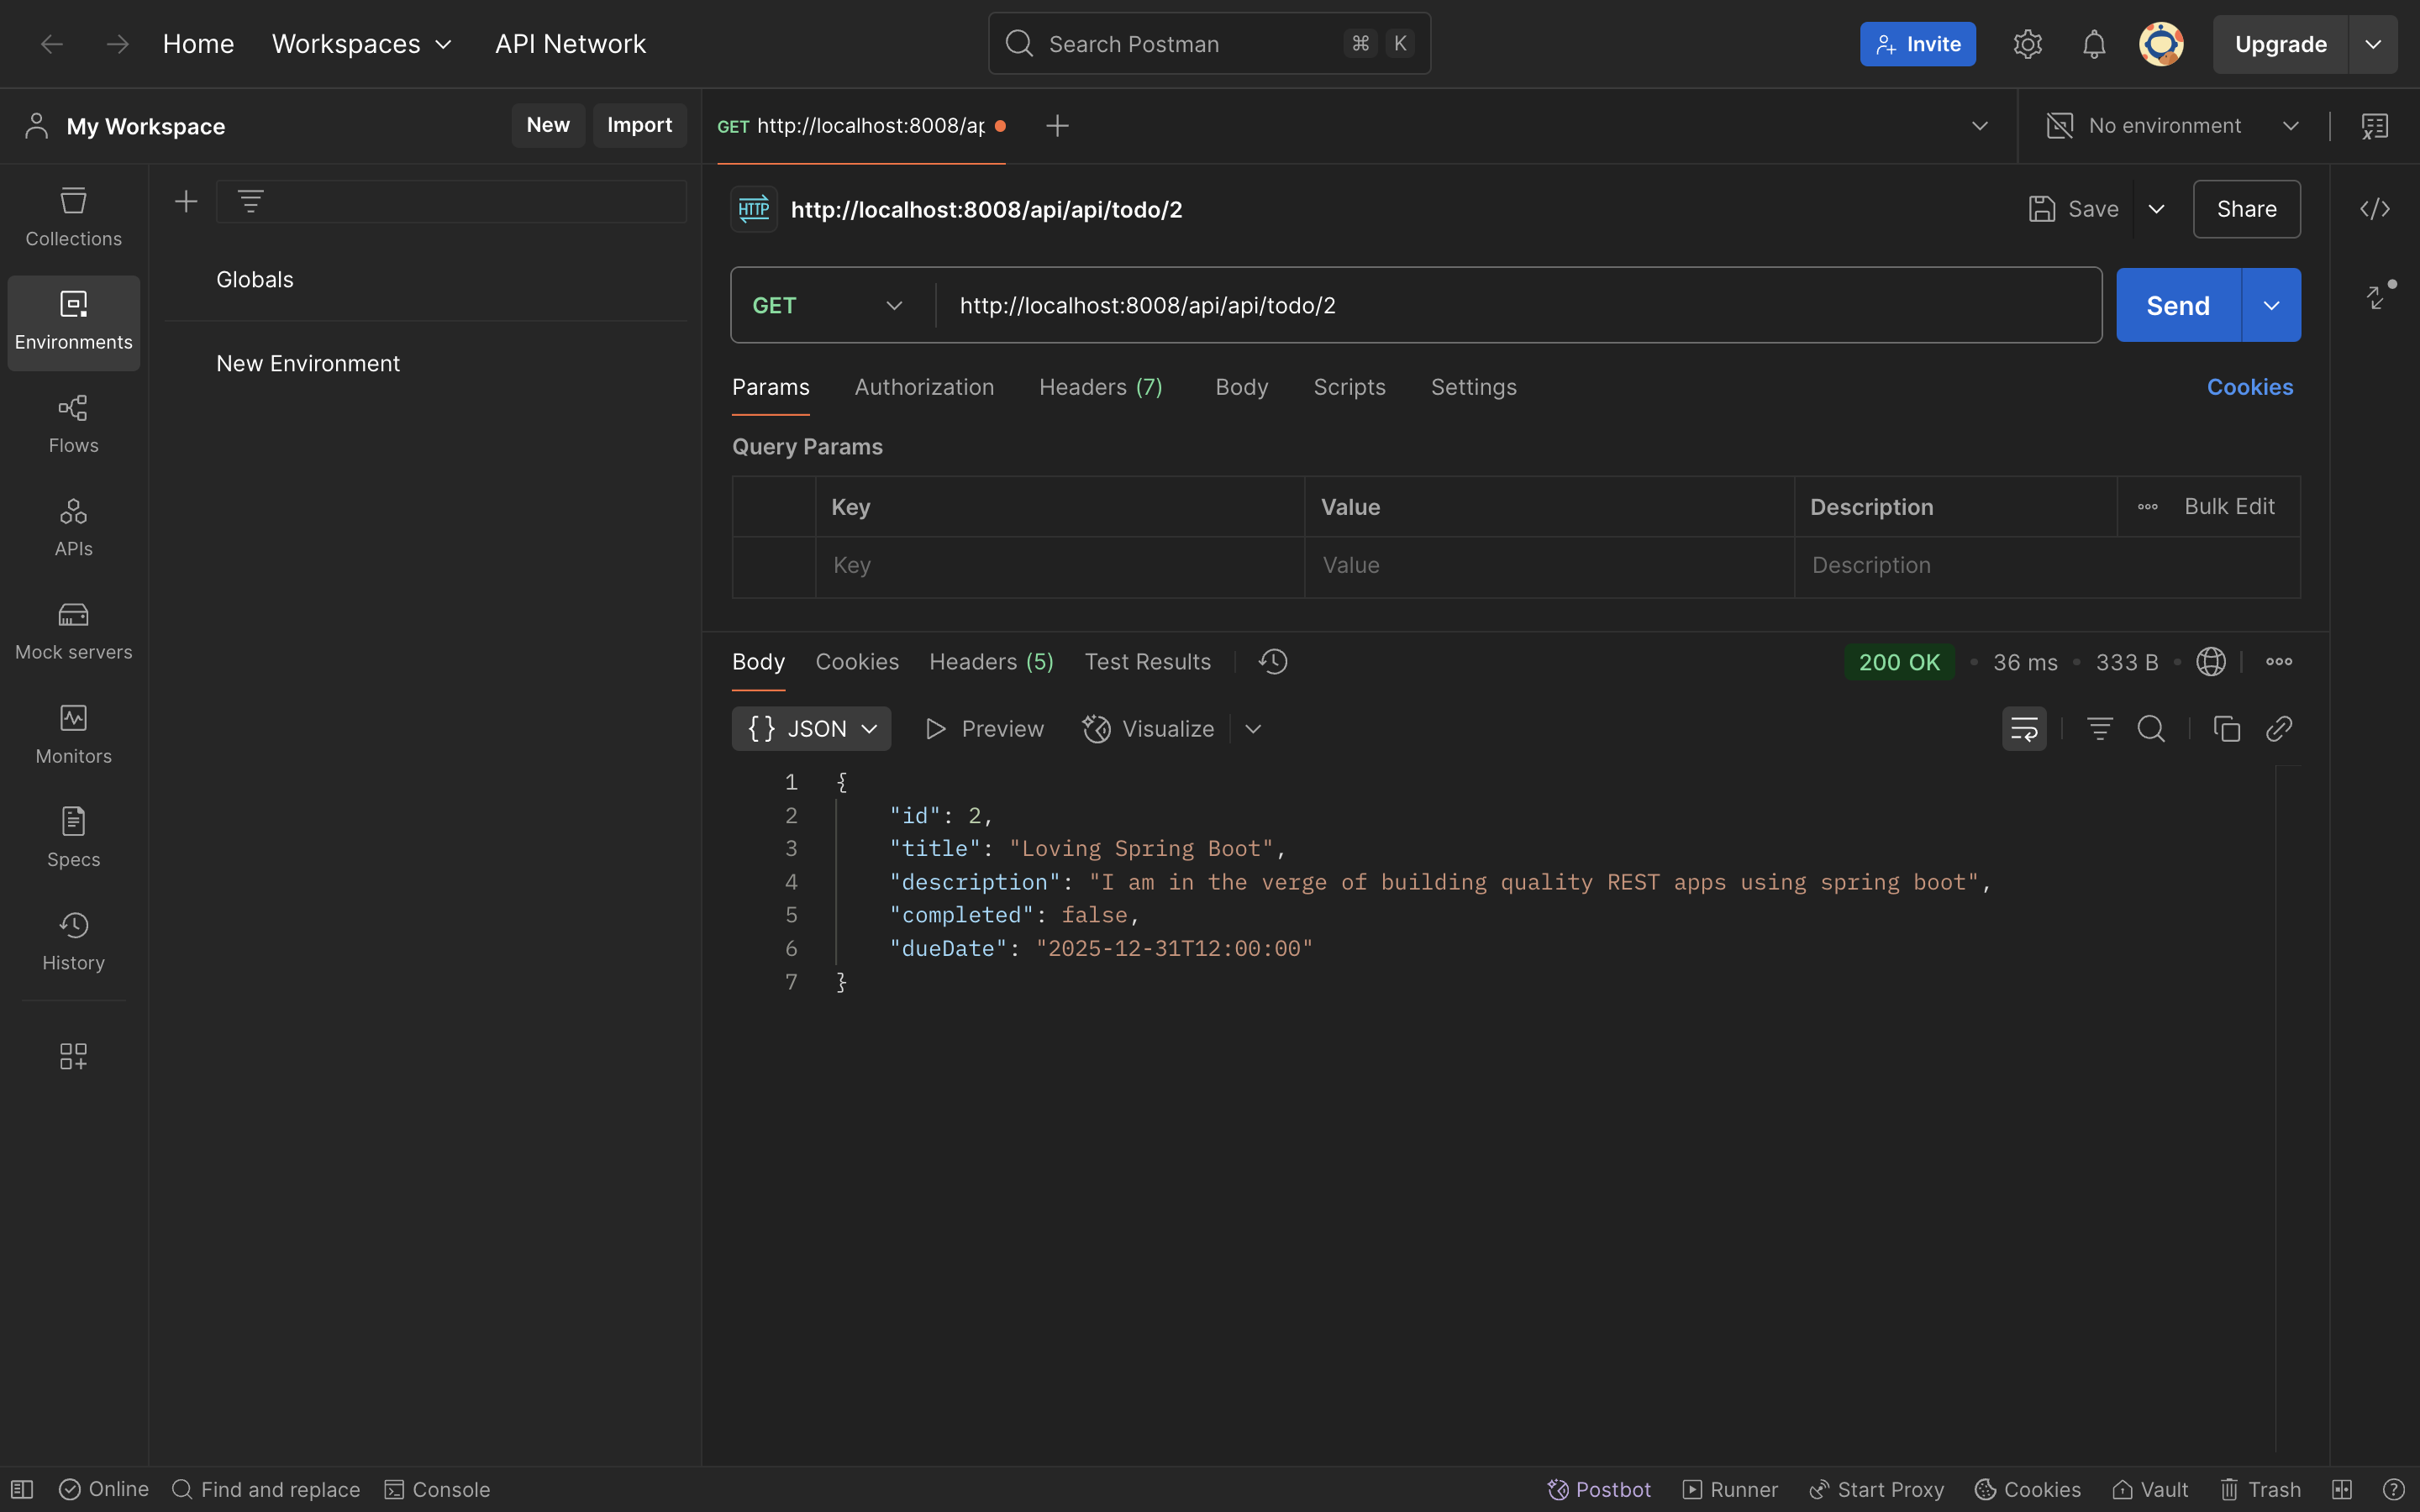 Home Workspaces API Network Search Postman ⌘ K Invite Upgrade
My Workspace New Import GET http://localhost:8008/ap No environment
HTTP http://localhost:8008/api/api/todo/2 Save Share
Collections
Environments
Flows
APIs
Mock servers
Monitors
Specs
History
Globals
New Environment
GET http://localhost:8008/api/api/todo/2 Send
Params Authorization Headers (7) Body Scripts Settings Cookies
Query Params
Key Value Description Bulk Edit
Key Value Description
Body Cookies Headers (5) Test Results 200 OK • 36 ms • 333 B •
{} JSON Preview Visualize
1 {
2 "id": 2,
3 "title": "Loving Spring Boot",
4 "description": "I am in the verge of building quality REST apps using spring boot",
5 "completed": false,
6 "dueDate": "2025-12-31T12:00:00"
7 }
Online Find and replace Console Postbot Runner Start Proxy Cookies Vault Trash